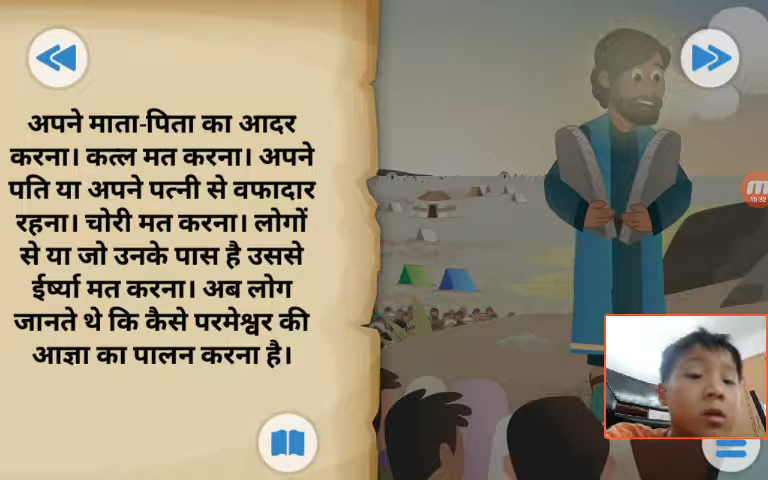 अपने माता-पिता का आदर
करना। कत्ल मत करना। अपने
पति या अपने पत्नी से वफादार
रहना। चोरी मत करना। लोगों
से या जो उनके पास है उससे
ईर्ष्या मत करना। अब लोग
जानते थे कि कैसे परमेश्वर की
आज्ञा का पालन करना है।